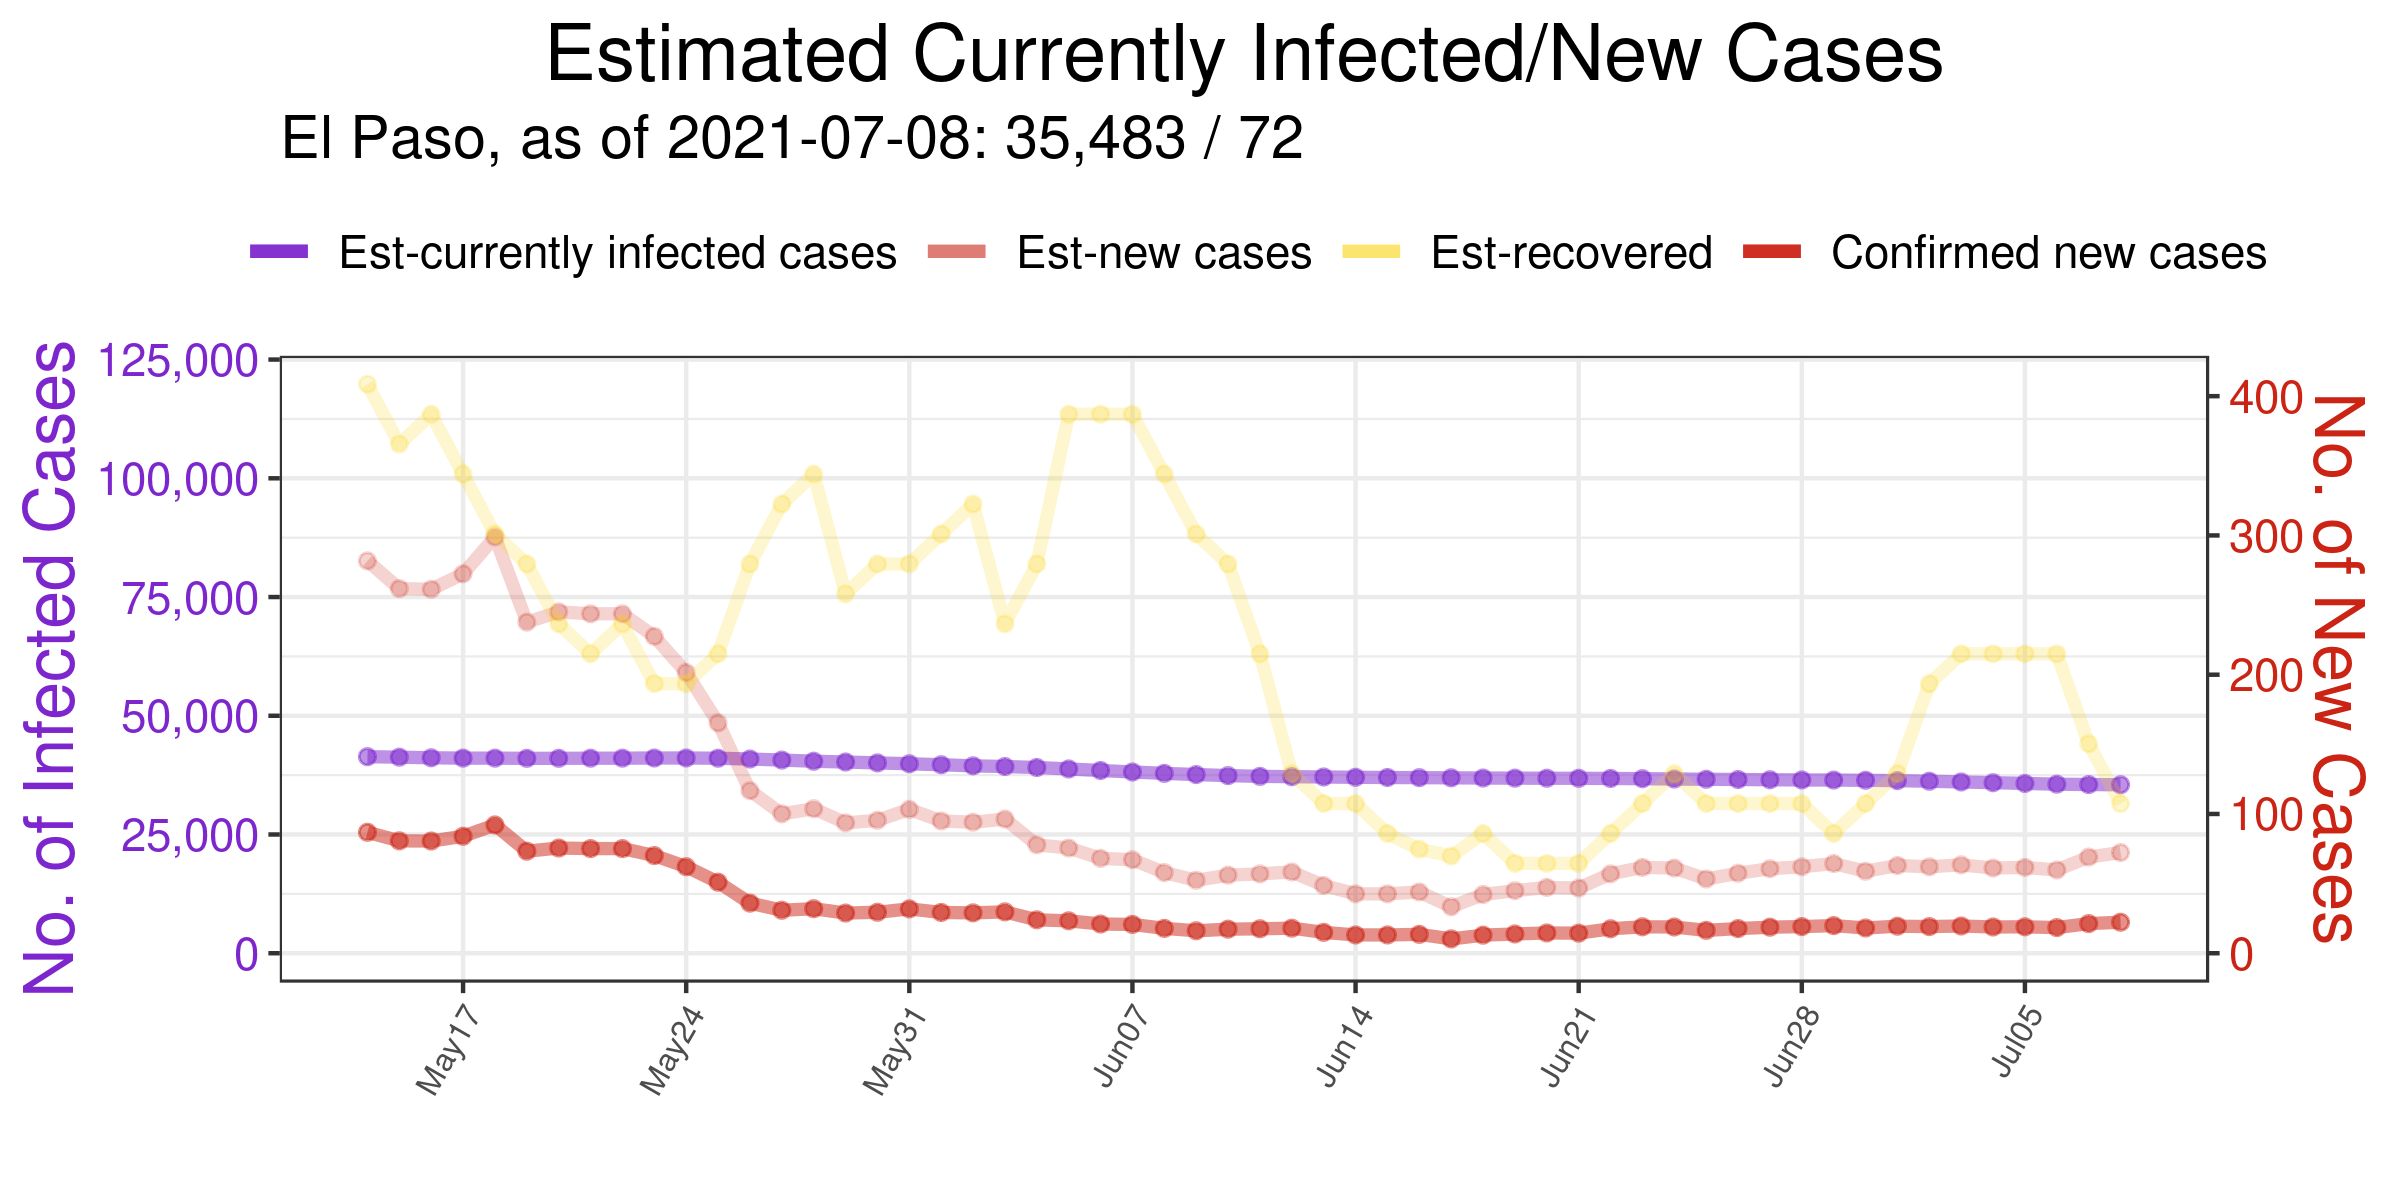 Estimated Currently Infected/New Cases
El Paso, as of 2021-07-08: 35,483 / 72
Est-currently infected cases Est-new cases Est-recovered Confirmed new cases
No. of Infected Cases
125,000
100,000
75,000
50,000
25,000
0
400
300
200
100
0
No. of New Cases
May17 May24 May31 Jun07 Jun14 Jun21 Jun28 Jul05